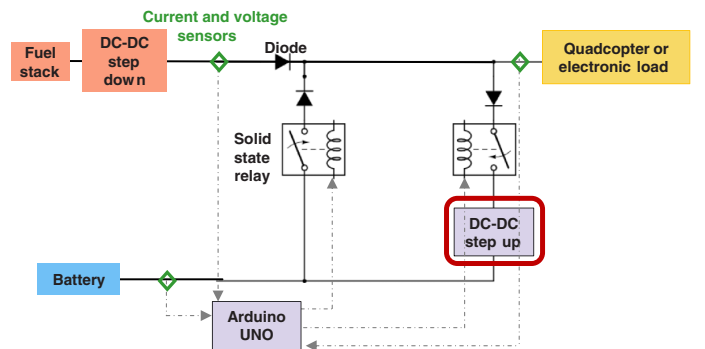 Current and voltage
sensors
Fuel
stack
DC-DC
step
down
Diode
Quadcopter or
electronic load
Solid
state
relay
DC-DC
step up
Battery
Arduino
UNO